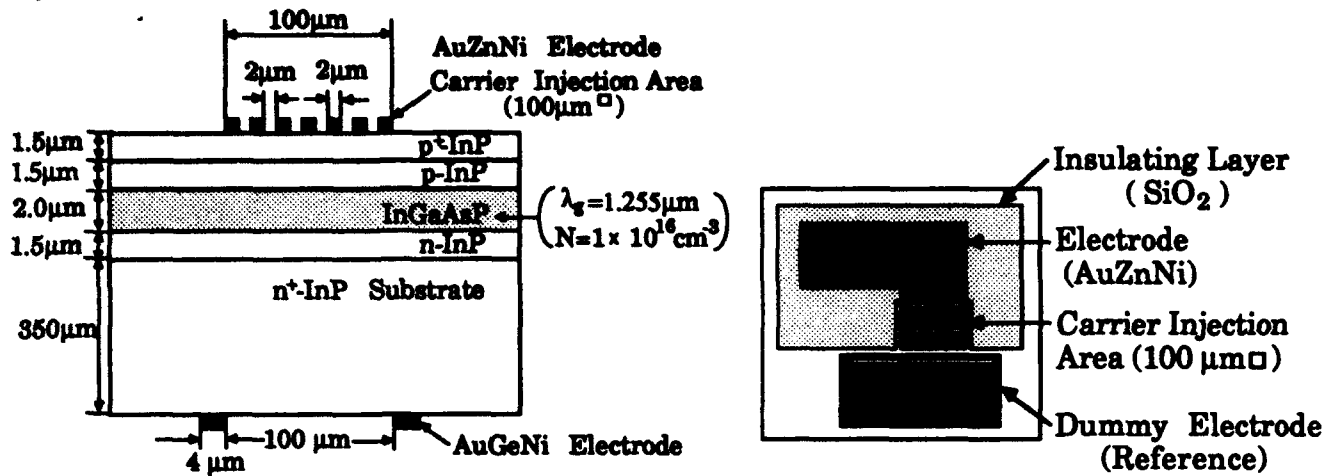 100μm
AuZnNi Electrode
2μm 2μm
Carrier Injection Area
(100μm□)
1.5μm
p⁺-InP
1.5μm
p-InP
2.0μm
InGaAsP
λg=1.255μm
N=1 × 10¹⁶cm⁻³
1.5μm
n-InP
n⁺-InP Substrate
350μm
100 μm
AuGeNi Electrode
4 μm
Insulating Layer
(SiO₂)
Electrode
(AuZnNi)
Carrier Injection
Area (100 μm□)
Dummy Electrode
(Reference)